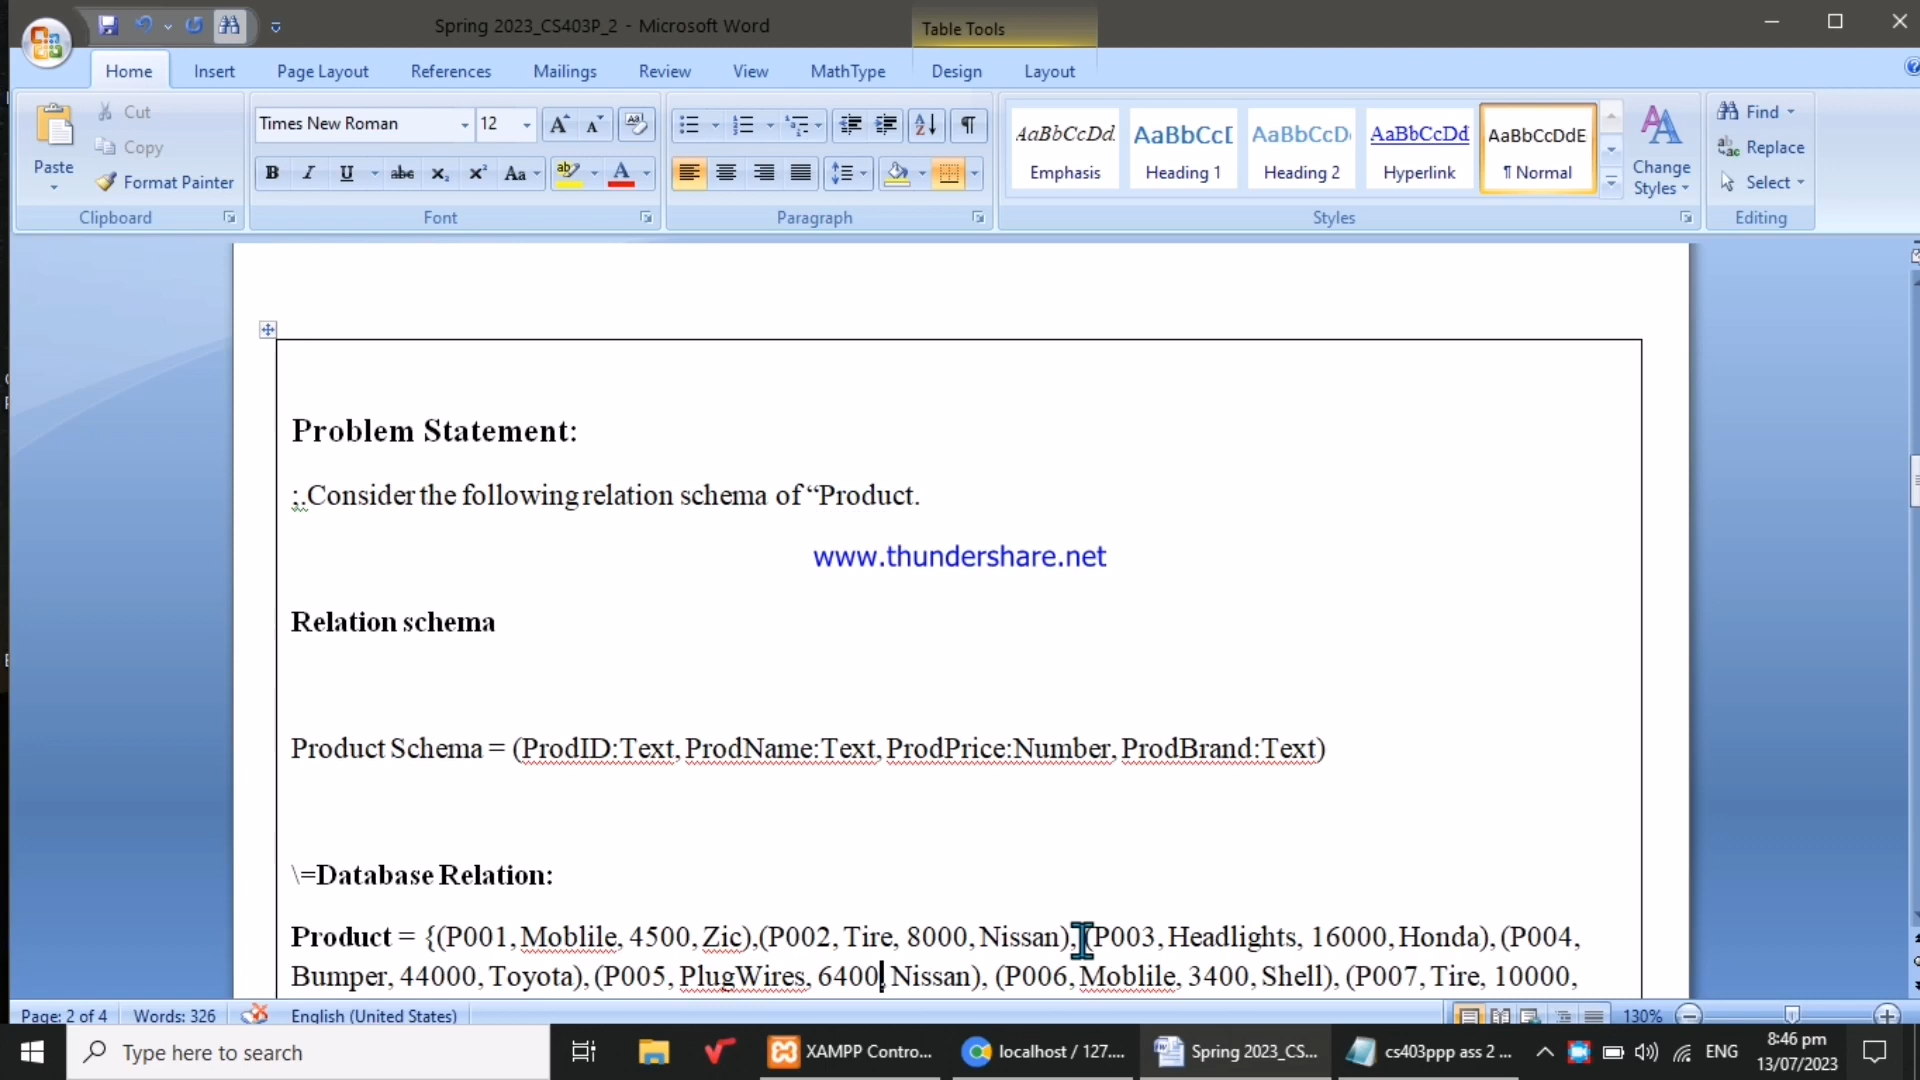 Spring 2023_CS403P_2 - Microsoft Word
Table Tools
Home Insert Page Layout References Mailings Review View MathType Design Layout
Paste
Cut
Copy
Format Painter
Clipboard
Times New Roman 12
Font
Paragraph
AaBbCcDd. AaBbCcD AaBbCcD AaBbCcDd AaBbCcDdE
Emphasis Heading 1 Heading 2 Hyperlink ¶ Normal
Change Styles
Styles
Find
Replace
Select
Editing
Problem Statement:
;.Consider the following relation schema of “Product.
www.thundershare.net
Relation schema
Product Schema = (ProdID:Text, ProdName:Text, ProdPrice:Number, ProdBrand:Text)
\=Database Relation:
Product = {(P001, Moblile, 4500, Zic),(P002, Tire, 8000, Nissan), (P003, Headlights, 16000, Honda), (P004,
Bumper, 44000, Toyota), (P005, PlugWires, 6400, Nissan), (P006, Moblile, 3400, Shell), (P007, Tire, 10000,
Page: 2 of 4 Words: 326 English (United States) 130%
Type here to search
XAMPP Contro... localhost / 127.... Spring 2023_CS... cs403ppp ass 2 ...
ENG
8:46 pm
13/07/2023